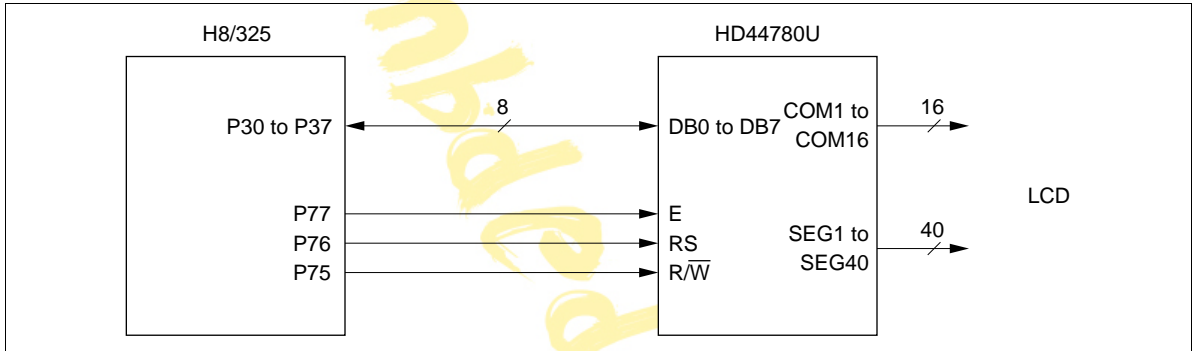 H8/325
HD44780U
P30 to P37
8
DB0 to DB7
COM1 to
COM16
16
P77
E
P76
RS
P75
R/W̅
SEG1 to
SEG40
40
LCD